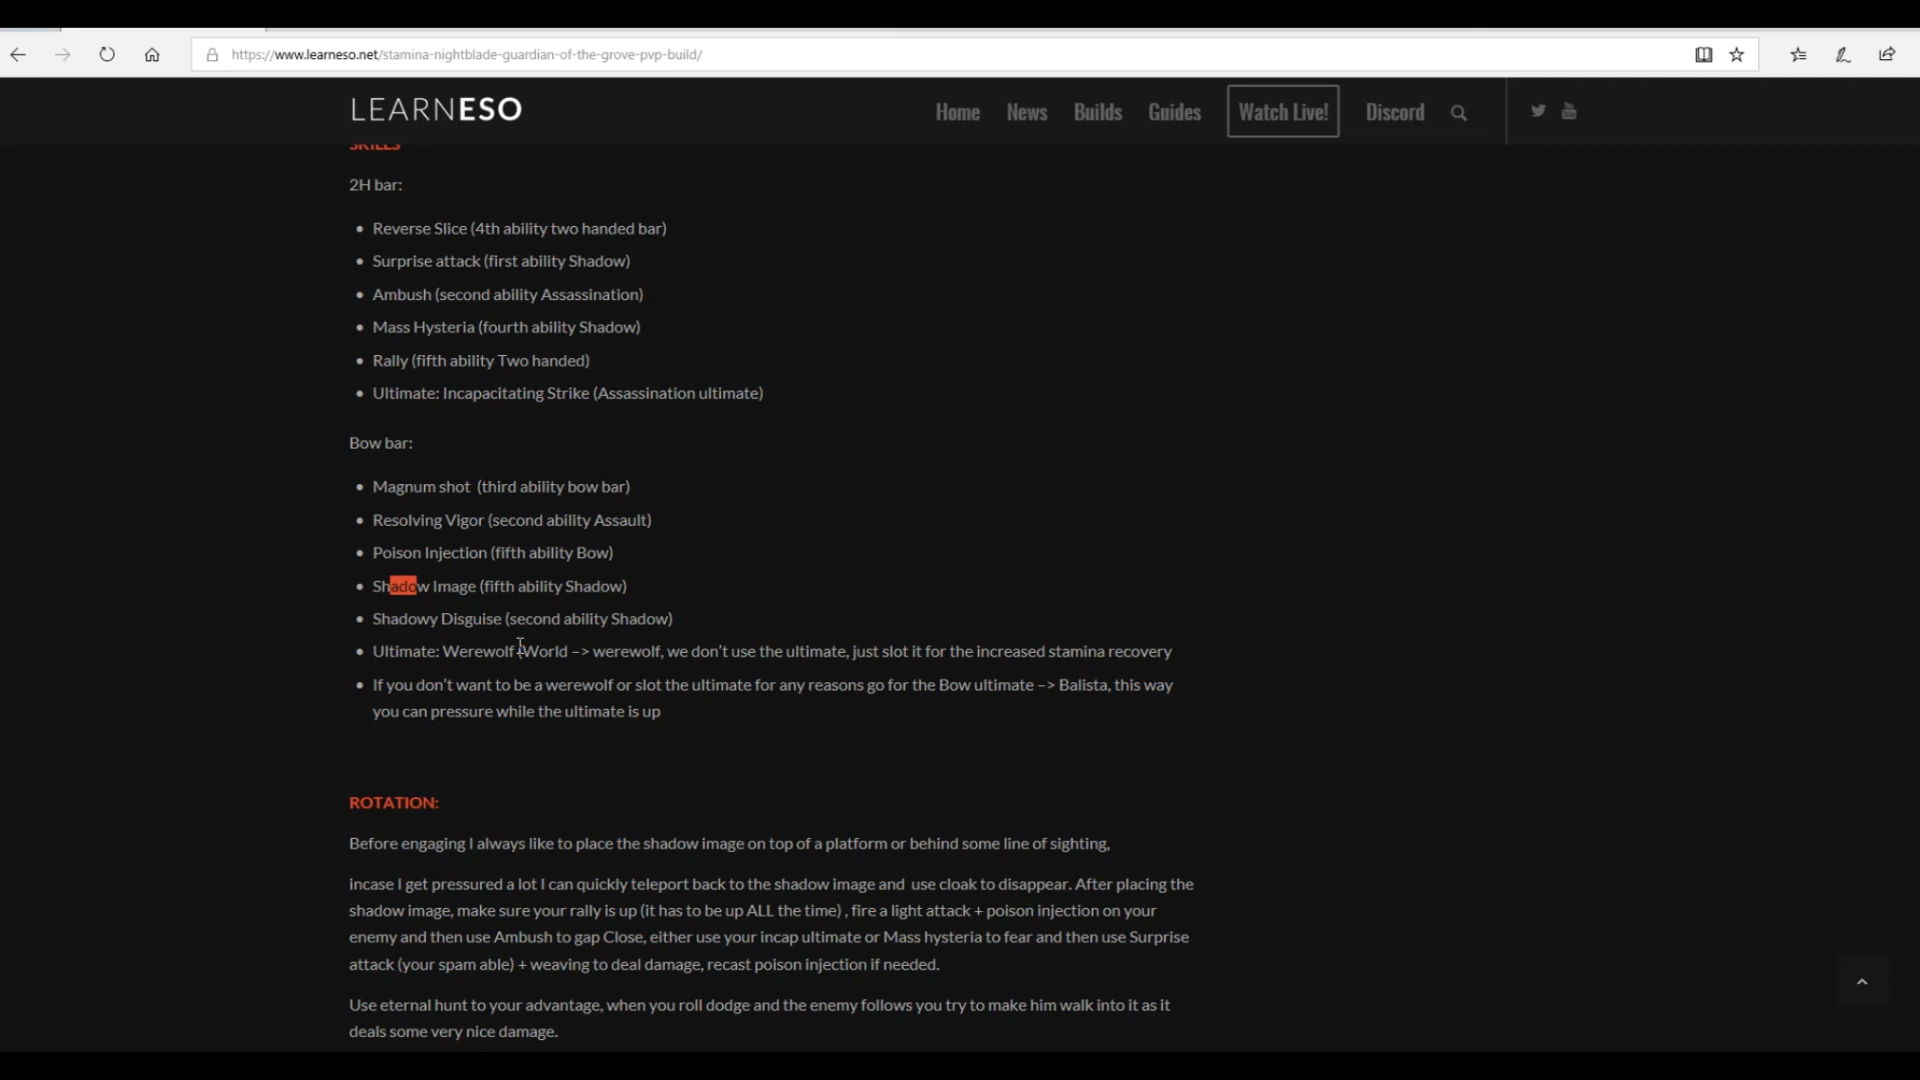 https://www.learneso.net/stamina-nightblade-guardian-of-the-grove-pvp-build/
LEARNESO
Home News Builds Guides Watch Live! Discord
SKILLS
2H bar:
• Reverse Slice (4th ability two handed bar)
• Surprise attack (first ability Shadow)
• Ambush (second ability Assassination)
• Mass Hysteria (fourth ability Shadow)
• Rally (fifth ability Two handed)
• Ultimate: Incapacitating Strike (Assassination ultimate)
Bow bar:
• Magnum shot (third ability bow bar)
• Resolving Vigor (second ability Assault)
• Poison Injection (fifth ability Bow)
• Shadow Image (fifth ability Shadow)
• Shadowy Disguise (second ability Shadow)
• Ultimate: Werewolf (World –> werewolf, we don’t use the ultimate, just slot it for the increased stamina recovery
• If you don’t want to be a werewolf or slot the ultimate for any reasons go for the Bow ultimate –> Balista, this way
you can pressure while the ultimate is up
ROTATION:
Before engaging I always like to place the shadow image on top of a platform or behind some line of sighting,
incase I get pressured a lot I can quickly teleport back to the shadow image and use cloak to disappear. After placing the
shadow image, make sure your rally is up (it has to be up ALL the time) , fire a light attack + poison injection on your
enemy and then use Ambush to gap Close, either use your incap ultimate or Mass hysteria to fear and then use Surprise
attack (your spam able) + weaving to deal damage, recast poison injection if needed.
Use eternal hunt to your advantage, when you roll dodge and the enemy follows you try to make him walk into it as it
deals some very nice damage.